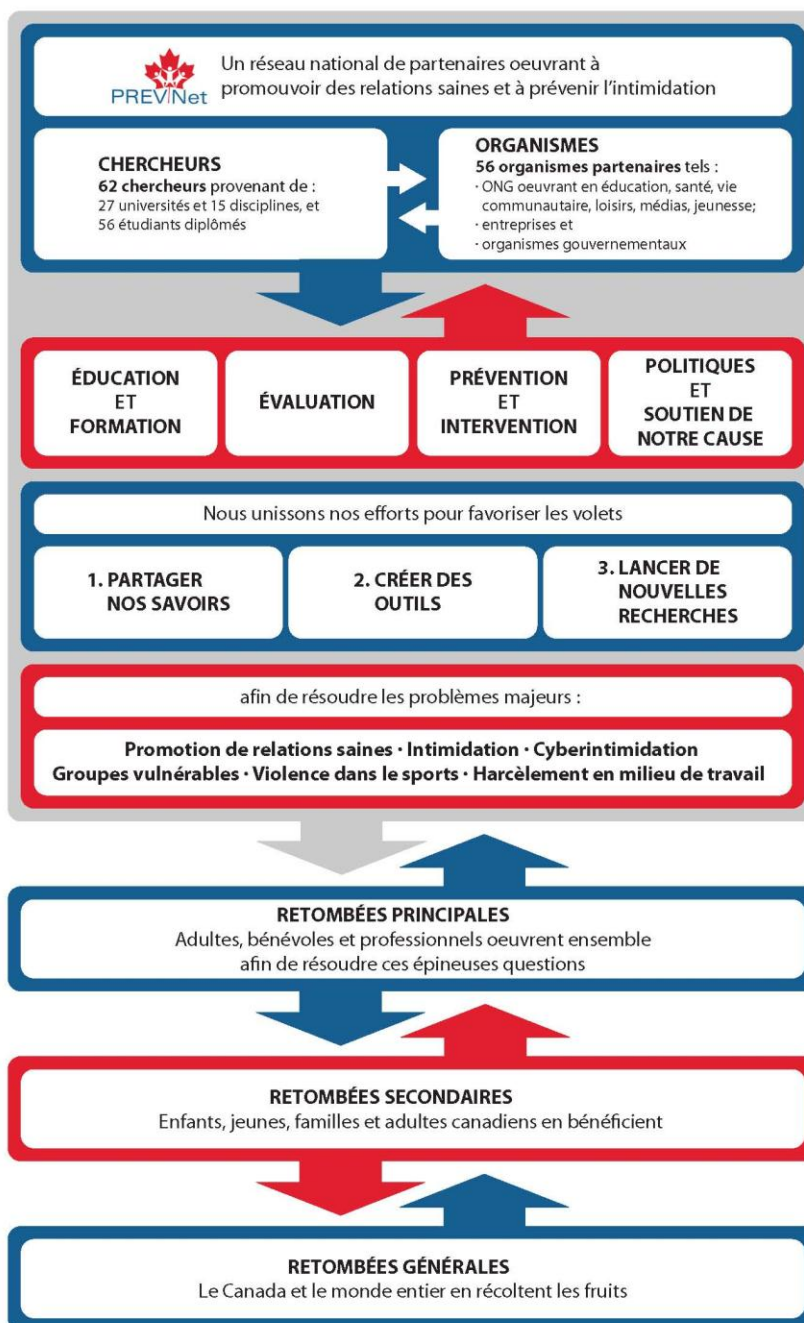 PREVNet
Un réseau national de partenaires oeuvrant à
promouvoir des relations saines et à prévenir l'intimidation
CHERCHEURS
62 chercheurs provenant de :
27 universités et 15 disciplines, et
56 étudiants diplômés
ORGANISMES
56 organismes partenaires tels :
· ONG oeuvrant en éducation, santé, vie
communautaire, loisirs, médias, jeunesse;
· entreprises et
· organismes gouvernementaux
ÉDUCATION
ET
FORMATION
ÉVALUATION
PRÉVENTION
ET
INTERVENTION
POLITIQUES
ET
SOUTIEN DE
NOTRE CAUSE
Nous unissons nos efforts pour favoriser les volets
1. PARTAGER
NOS SAVOIRS
2. CRÉER DES
OUTILS
3. LANCER DE
NOUVELLES
RECHERCHES
afin de résoudre les problèmes majeurs :
Promotion de relations saines · Intimidation · Cyberintimidation
Groupes vulnérables · Violence dans le sports · Harcèlement en milieu de travail
RETOMBÉES PRINCIPALES
Adultes, bénévoles et professionnels oeuvrent ensemble
afin de résoudre ces épineuses questions
RETOMBÉES SECONDAIRES
Enfants, jeunes, familles et adultes canadiens en bénéficient
RETOMBÉES GÉNÉRALES
Le Canada et le monde entier en récoltent les fruits